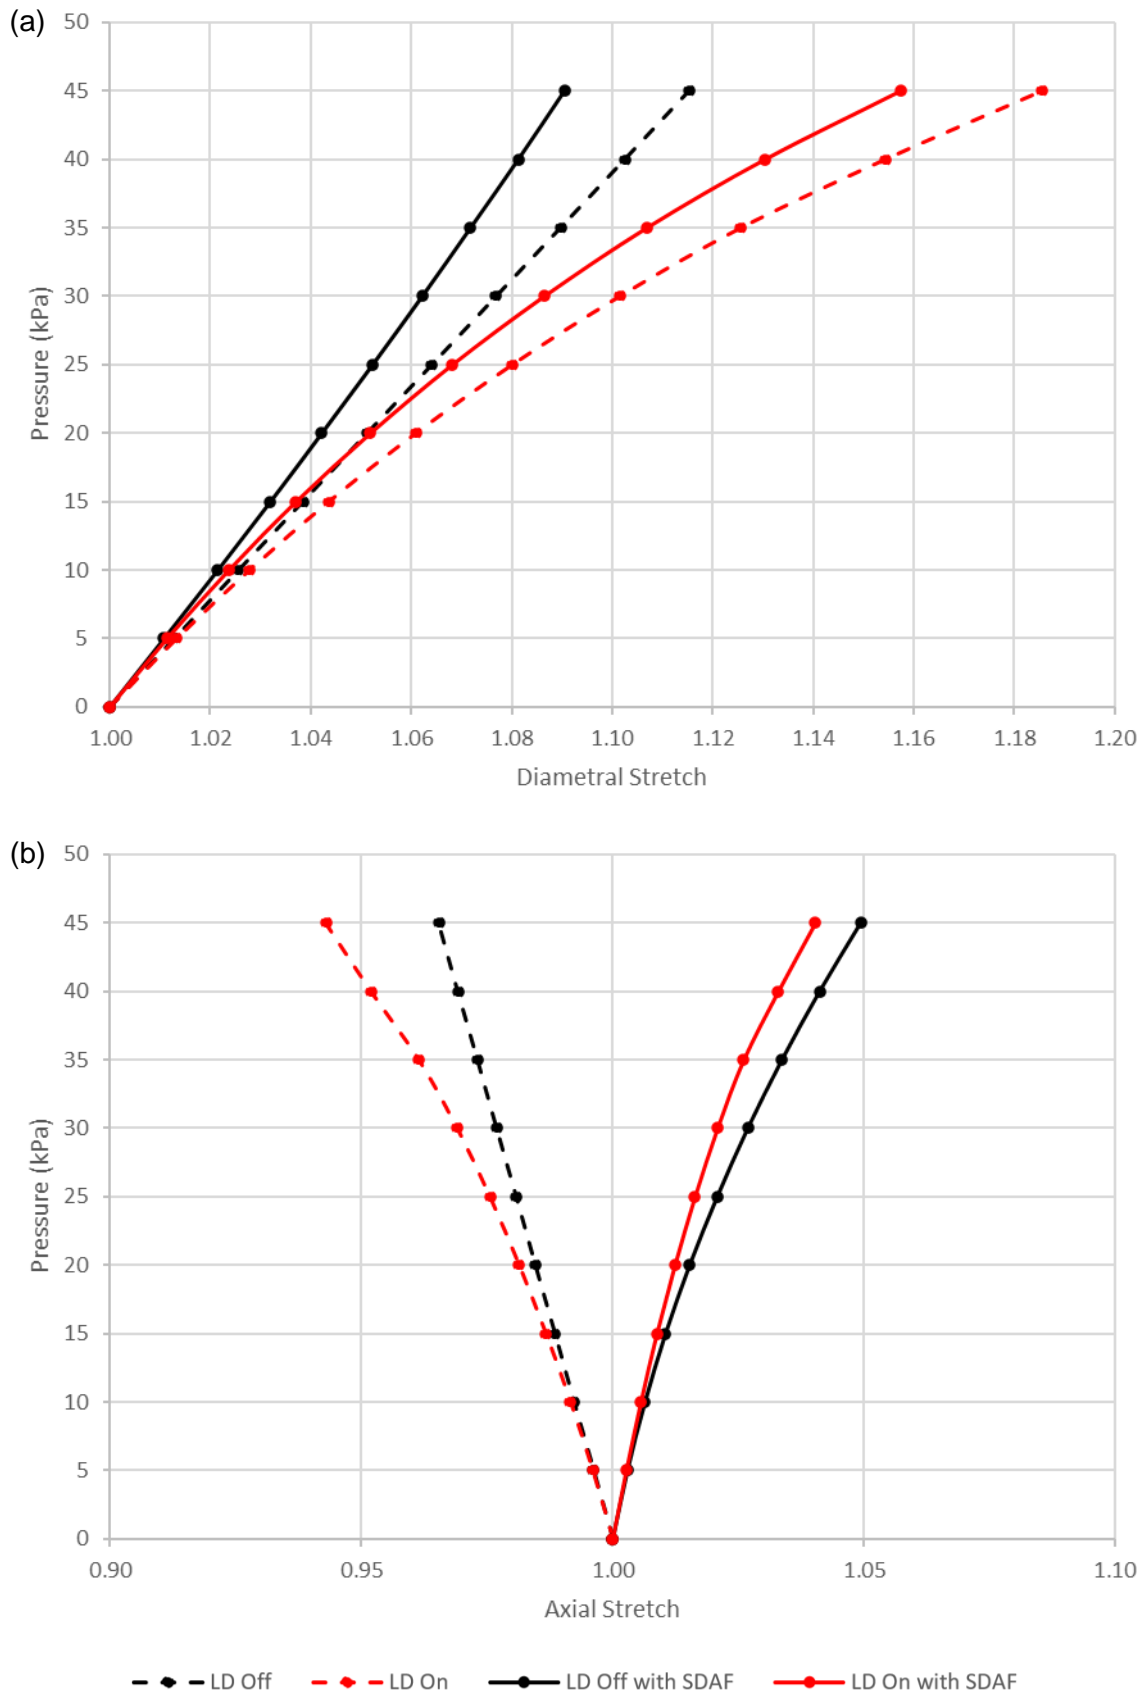 (a)
50
45
40
35
30
25
20
15
10
5
0
Pressure (kPa)
1.00 1.02 1.04 1.06 1.08 1.10 1.12 1.14 1.16 1.18 1.20
Diametral Stretch
(b)
50
45
40
35
30
25
20
15
10
5
0
Pressure (kPa)
0.90 0.95 1.00 1.05 1.10
Axial Stretch
LD Off LD On LD Off with SDAF LD On with SDAF